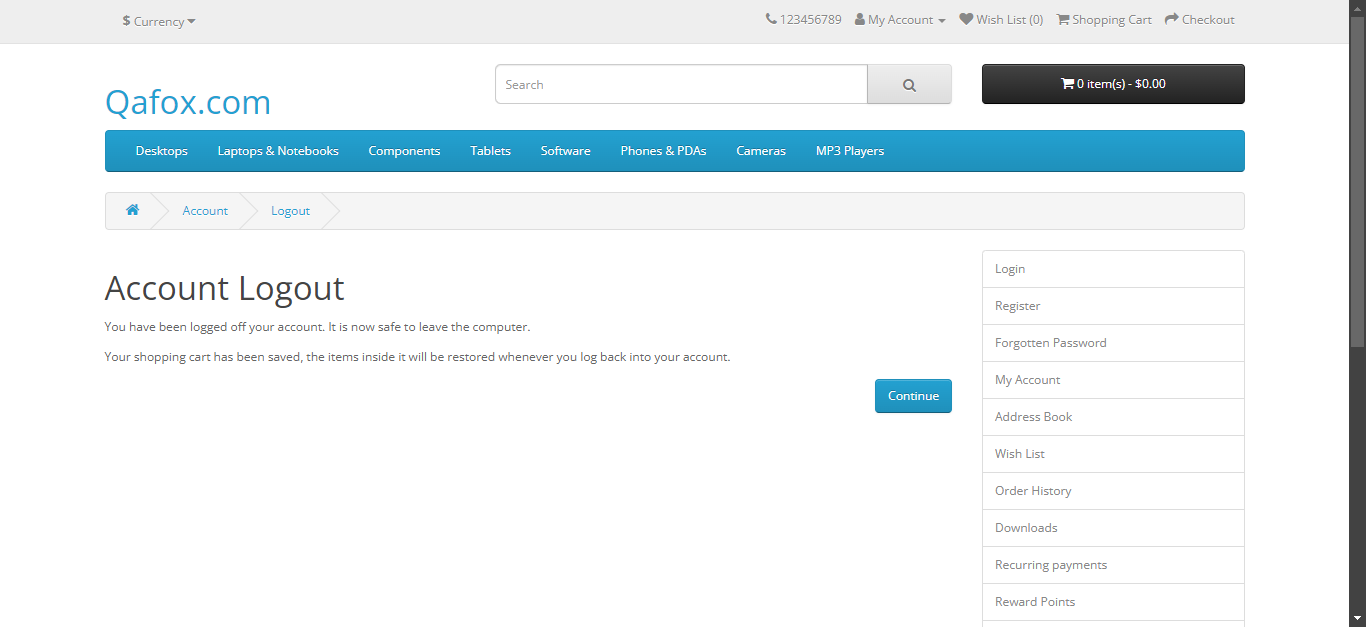 $ Currency
123456789 My Account Wish List (0) Shopping Cart Checkout
Qafox.com
Search
0 item(s) - $0.00
Desktops Laptops & Notebooks Components Tablets Software Phones & PDAs Cameras MP3 Players
Account Logout
Account Logout
You have been logged off your account. It is now safe to leave the computer.
Your shopping cart has been saved, the items inside it will be restored whenever you log back into your account.
Continue
Login
Register
Forgotten Password
My Account
Address Book
Wish List
Order History
Downloads
Recurring payments
Reward Points